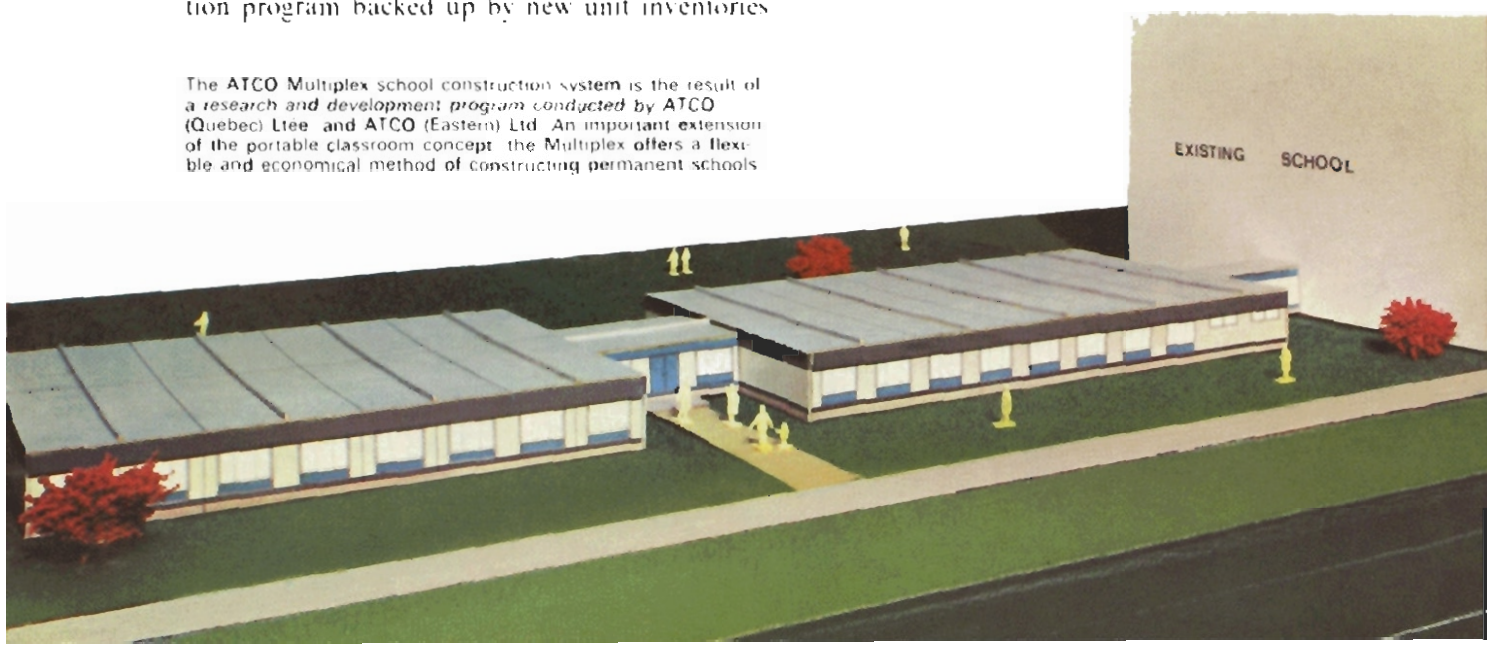 tion program backed up by new unit inventories
The ATCO Multiplex school construction system is the result of
a research and development program conducted by ATCO
(Quebec) Ltee and ATCO (Eastern) Ltd An important extension
of the portable classroom concept the Multiplex offers a flexi-
ble and economical method of constructing permanent schools
EXISTING SCHOOL